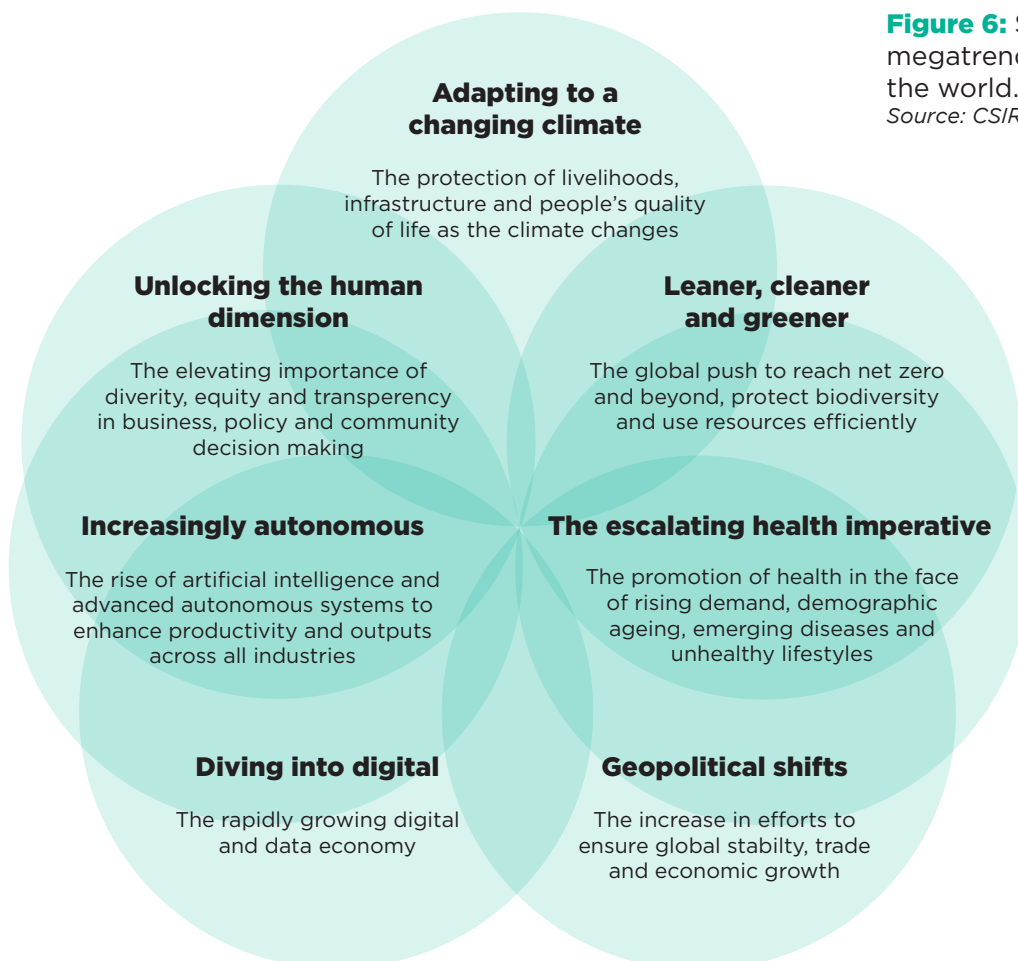 Figure 6:
megatrend
the world.
Source: CSIR
Adapting to a
changing climate
The protection of livelihoods,
infrastructure and people's quality
of life as the climate changes
Unlocking the human
dimension
The elevating importance of
diverity, equity and transperency
in business, policy and community
decision making
Leaner, cleaner
and greener
The global push to reach net zero
and beyond, protect biodiversity
and use resources efficiently
Increasingly autonomous
The rise of artificial intelligence and
advanced autonomous systems to
enhance productivity and outputs
across all industries
The escalating health imperative
The promotion of health in the face
of rising demand, demographic
ageing, emerging diseases and
unhealthy lifestyles
Diving into digital
The rapidly growing digital
and data economy
Geopolitical shifts
The increase in efforts to
ensure global stabilty, trade
and economic growth